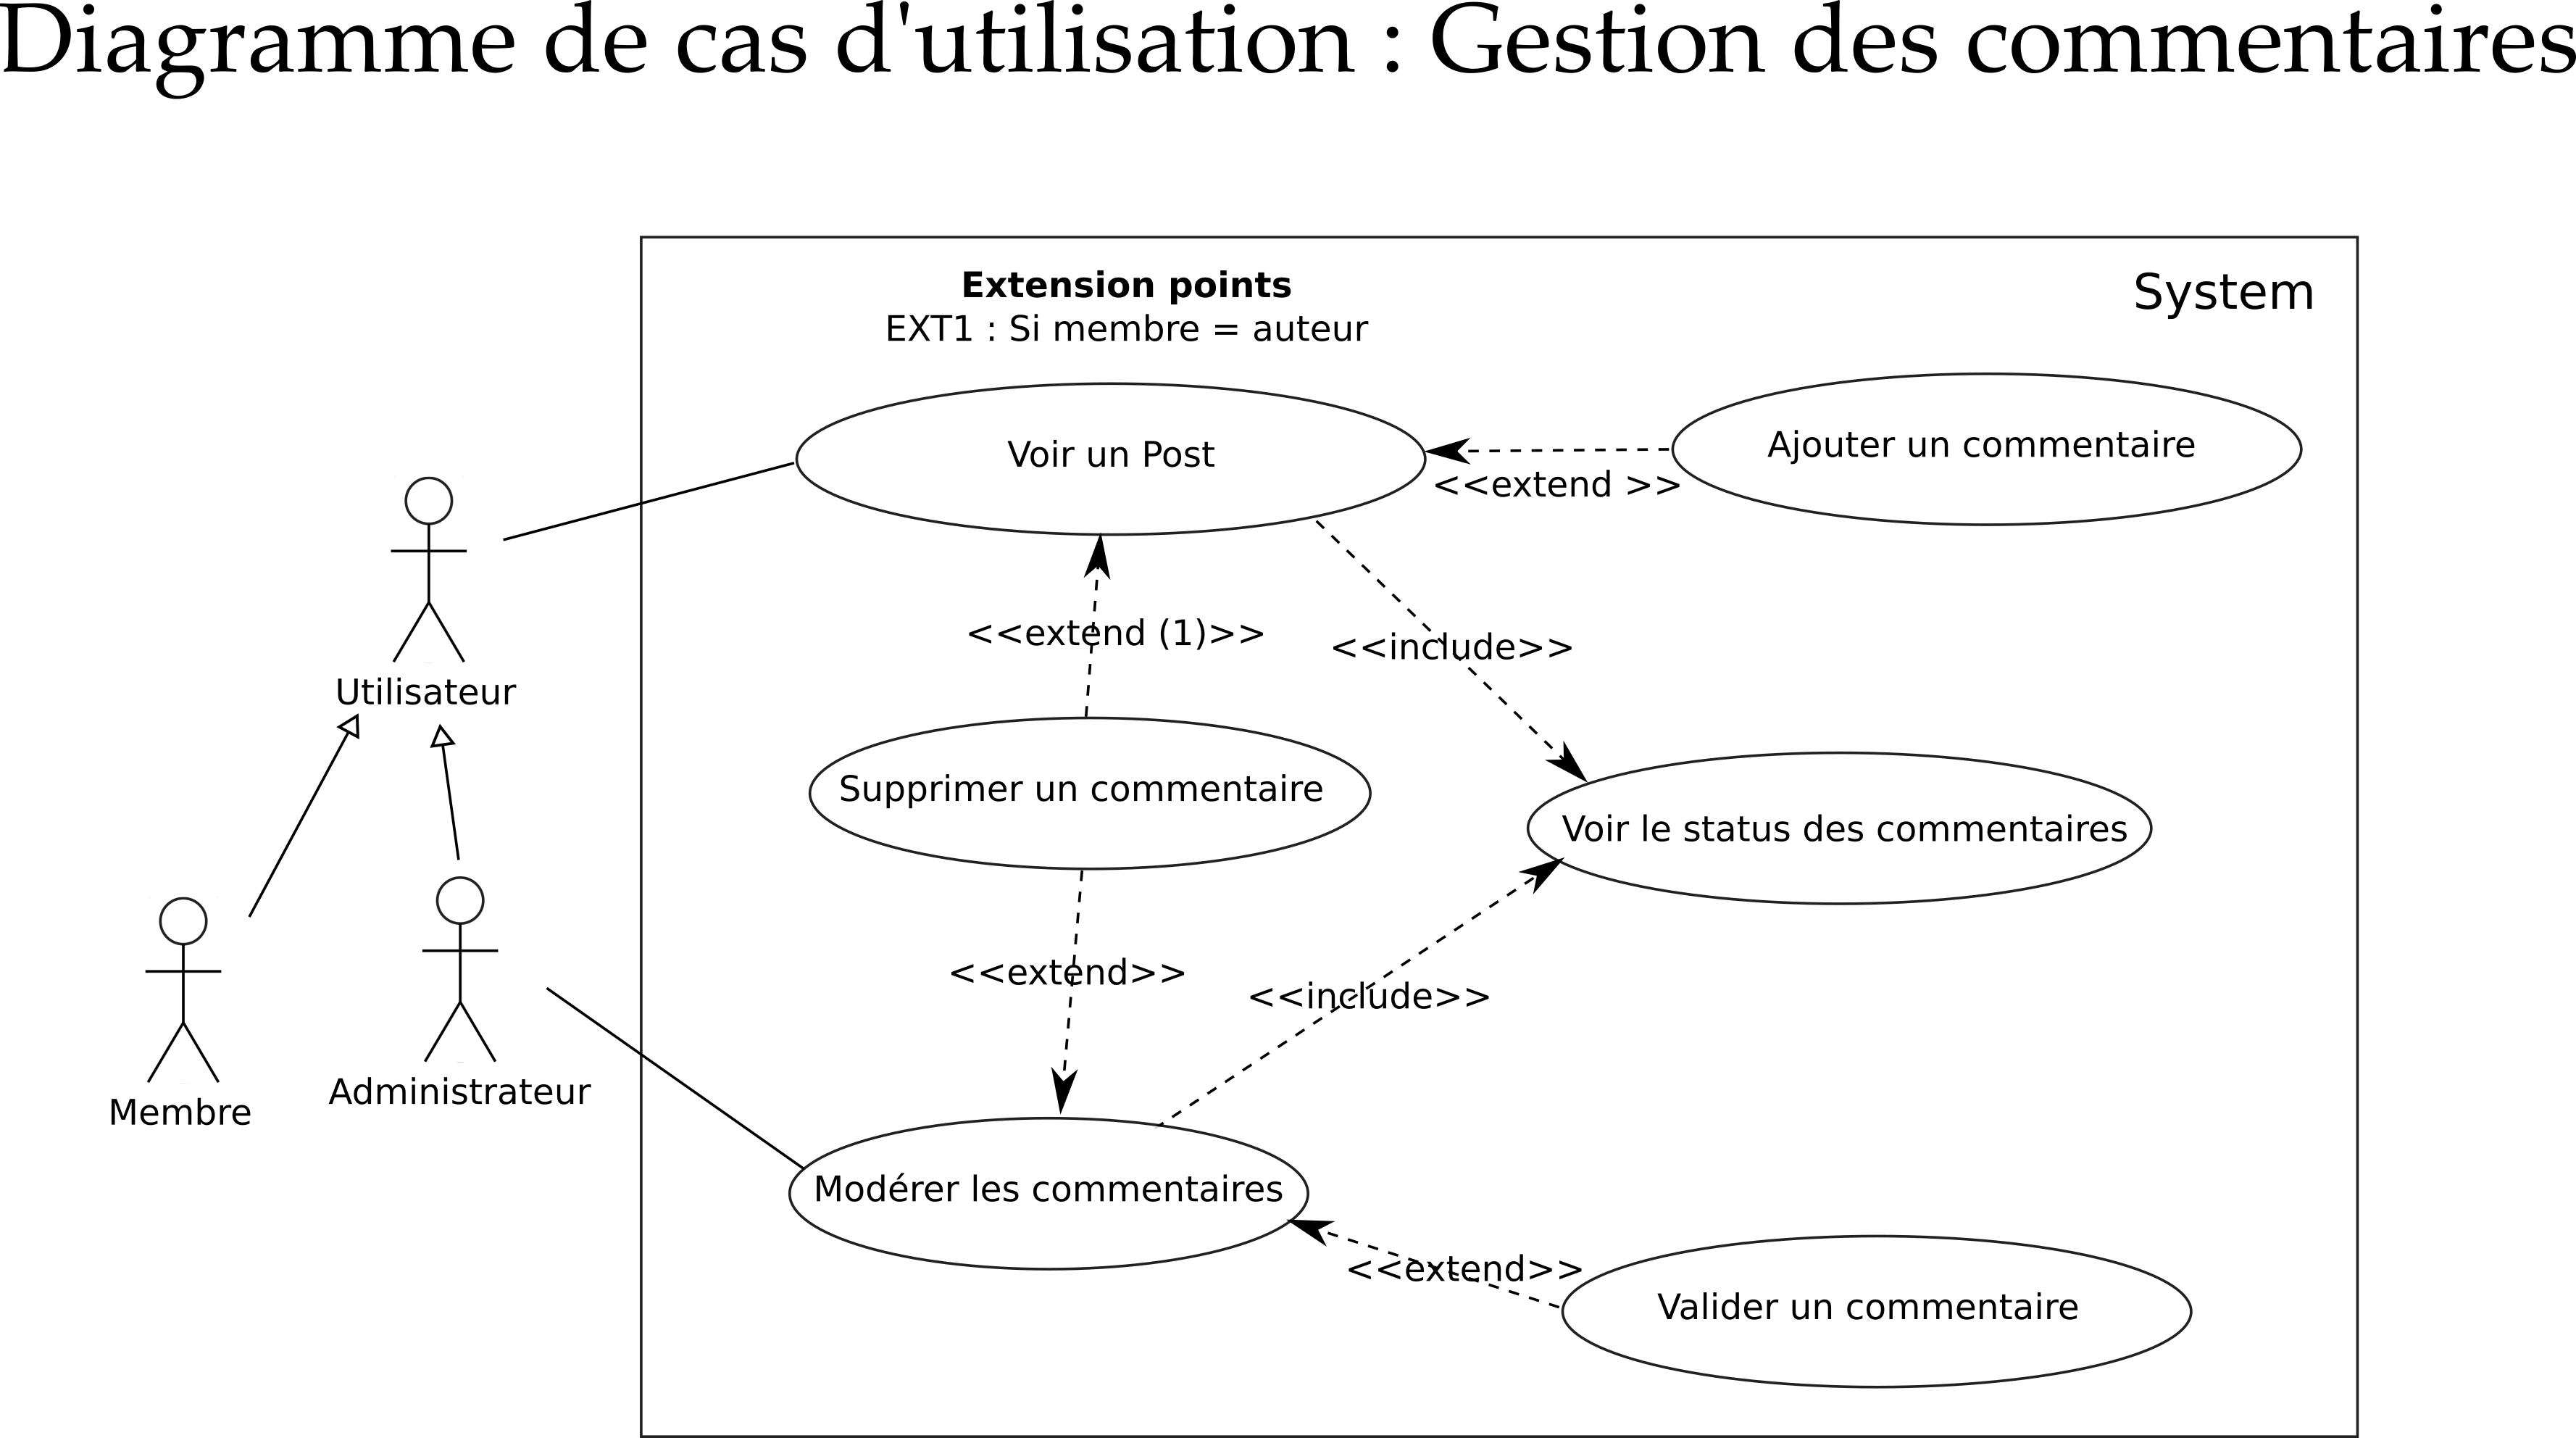 Diagramme de cas d'utilisation : Gestion des commentaires
Extension points
System
EXT1 : Si membre = auteur
Voir un Post
Ajouter un commentaire
<<extend >>
<<extend (1)>>
<<include>>
Utilisateur
Supprimer un commentaire
Voir le status des commentaires
<<extend>>
<<include>>
Administrateur
Membre
Modérer les commentaires
<<extend>>
Valider un commentaire